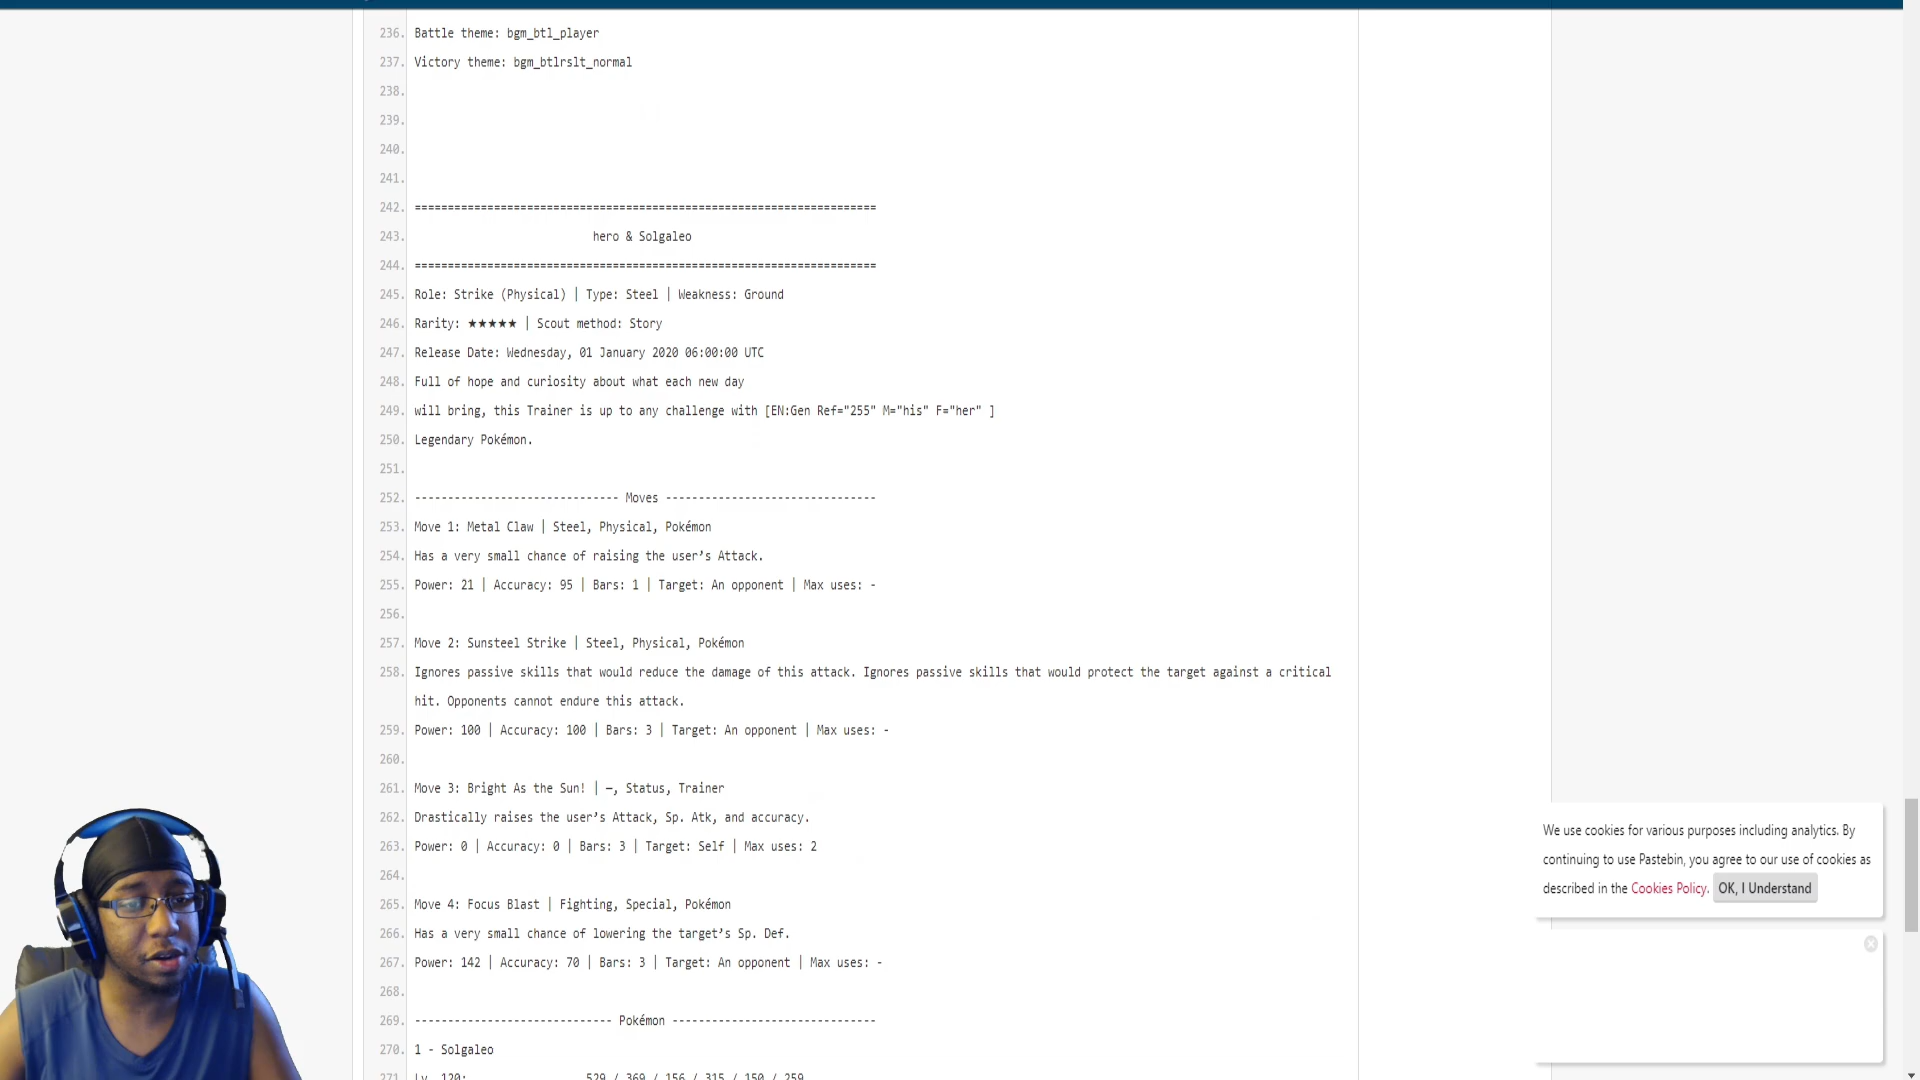 236. Battle theme: bgm_btl_player
237. Victory theme: bgm_btlrslt_normal
238.
239.
240.
241.
242. ======================================================================
243. hero & Solgaleo
244. ======================================================================
245. Role: Strike (Physical) | Type: Steel | Weakness: Ground
246. Rarity: ★★★★★ | Scout method: Story
247. Release Date: Wednesday, 01 January 2020 06:00:00 UTC
248. Full of hope and curiosity about what each new day
249. will bring, this Trainer is up to any challenge with [EN:Gen Ref="255" M="his" F="her" ]
250. Legendary Pokémon.
251.
252. ------------------------------- Moves --------------------------------
253. Move 1: Metal Claw | Steel, Physical, Pokémon
254. Has a very small chance of raising the user’s Attack.
255. Power: 21 | Accuracy: 95 | Bars: 1 | Target: An opponent | Max uses: -
256.
257. Move 2: Sunsteel Strike | Steel, Physical, Pokémon
258. Ignores passive skills that would reduce the damage of this attack. Ignores passive skills that would protect the target against a critical
hit. Opponents cannot endure this attack.
259. Power: 100 | Accuracy: 100 | Bars: 3 | Target: An opponent | Max uses: -
260.
261. Move 3: Bright As the Sun! | —, Status, Trainer
262. Drastically raises the user’s Attack, Sp. Atk, and accuracy.
263. Power: 0 | Accuracy: 0 | Bars: 3 | Target: Self | Max uses: 2
264.
265. Move 4: Focus Blast | Fighting, Special, Pokémon
266. Has a very small chance of lowering the target’s Sp. Def.
267. Power: 142 | Accuracy: 70 | Bars: 3 | Target: An opponent | Max uses: -
268.
269. ------------------------------ Pokémon -------------------------------
270. 1 - Solgaleo
271. Lv. 120: 529 / 369 / 156 / 315 / 150 / 259
We use cookies for various purposes including analytics. By
continuing to use Pastebin, you agree to our use of cookies as
described in the Cookies Policy. OK, I Understand